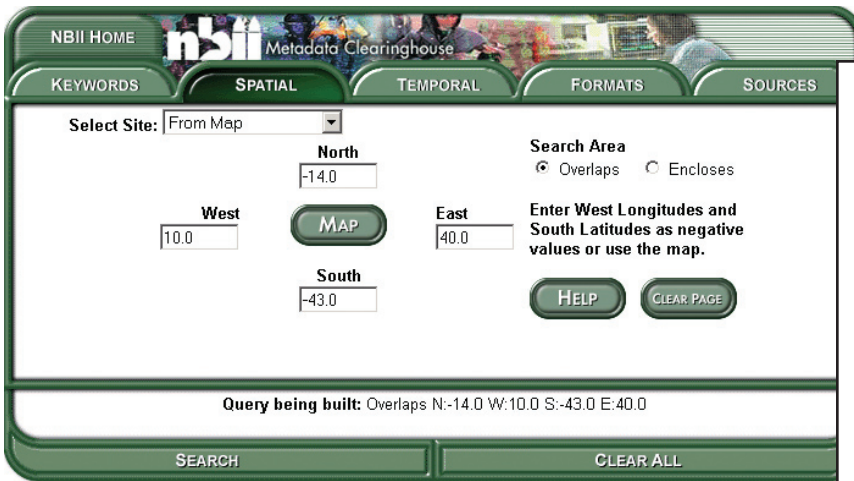 NBII HOME
nbii Metadata Clearinghouse
KEYWORDS SPATIAL TEMPORAL FORMATS SOURCES
Select Site: From Map
North
-14.0
West
10.0
MAP
East
40.0
South
-43.0
Search Area
Overlaps Encloses
Enter West Longitudes and
South Latitudes as negative
values or use the map.
HELP CLEAR PAGE
Query being built: Overlaps N:-14.0 W:10.0 S:-43.0 E:40.0
SEARCH CLEAR ALL